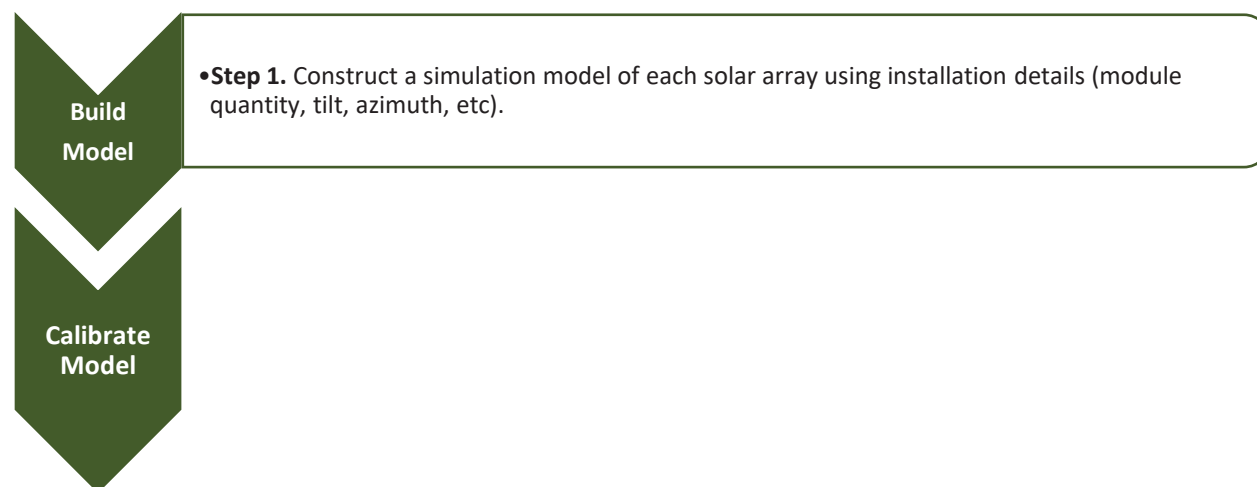 Build
Model
•Step 1. Construct a simulation model of each solar array using installation details (module
quantity, tilt, azimuth, etc).
Calibrate
Model